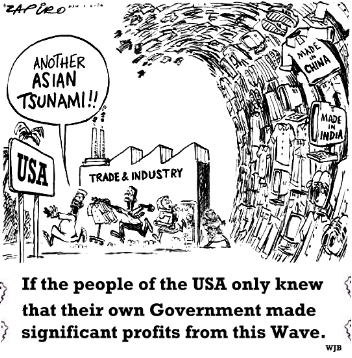 ZAPIRO
ANOTHER
ASIAN
TSUNAMI!!
MADE
IN
CHINA
MADE
IN
INDIA
USA
TRADE & INDUSTRY
If the people of the USA only knew
that their own Government made
significant profits from this Wave.
WJB